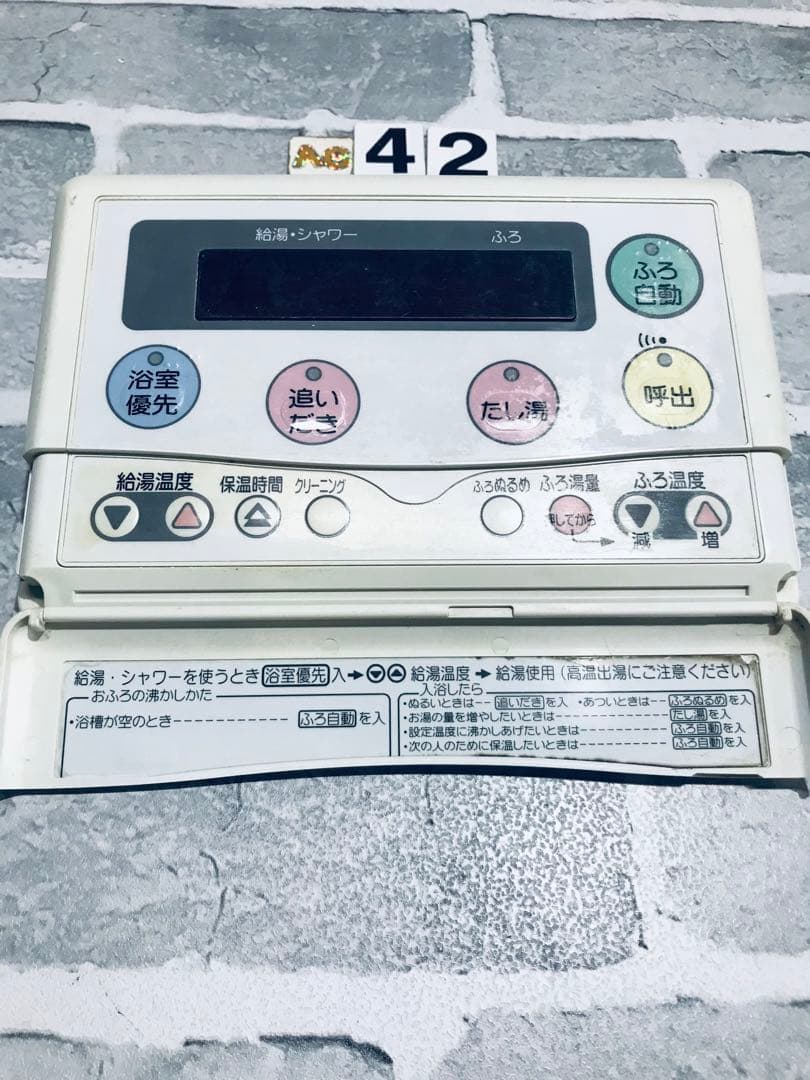 AG 42
給湯・シャワー ふろ
ふろ自動
浴室優先
追いだき
たし湯
呼出
給湯温度 保温時間 クリーニング ふろぬるめ ふろ湯量 ふろ温度
押してから 減 増
給湯・シャワーを使うとき 浴室優先 入→ 給湯温度→給湯使用(高温出湯にご注意ください)
おふろの沸かしかた
・浴槽が空のとき----------- ふろ自動を入
入浴したら
・ぬるいときは-- 追いだきを入 ・あついときは-- ふろぬるめを入
・お湯の量を増やしたいときは----------- たし湯を入
・設定温度に沸かしあげたいときは-------- ふろ自動を入
・次の人のために保温したいときは-------- ふろ自動を入